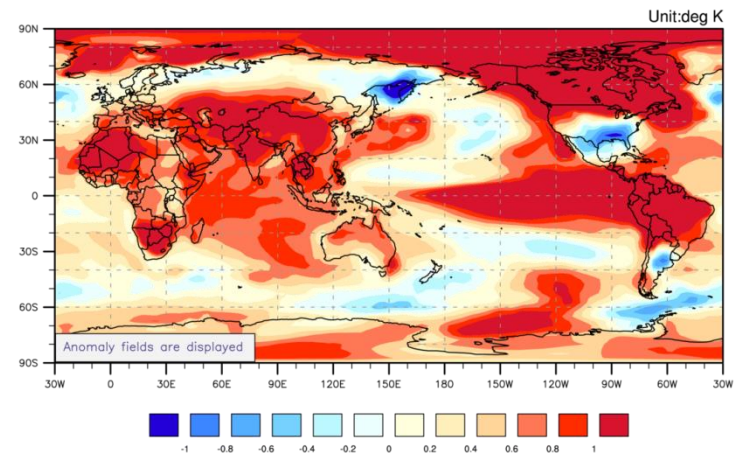 Unit:deg K
90N
60N
30N
0
30S
60S
90S
Anomaly fields are displayed
30W 0 30E 60E 90E 120E 150E 180 150W 120W 90W 60W 30W
-1 -0.8 -0.6 -0.4 -0.2 0 0.2 0.4 0.6 0.8 1